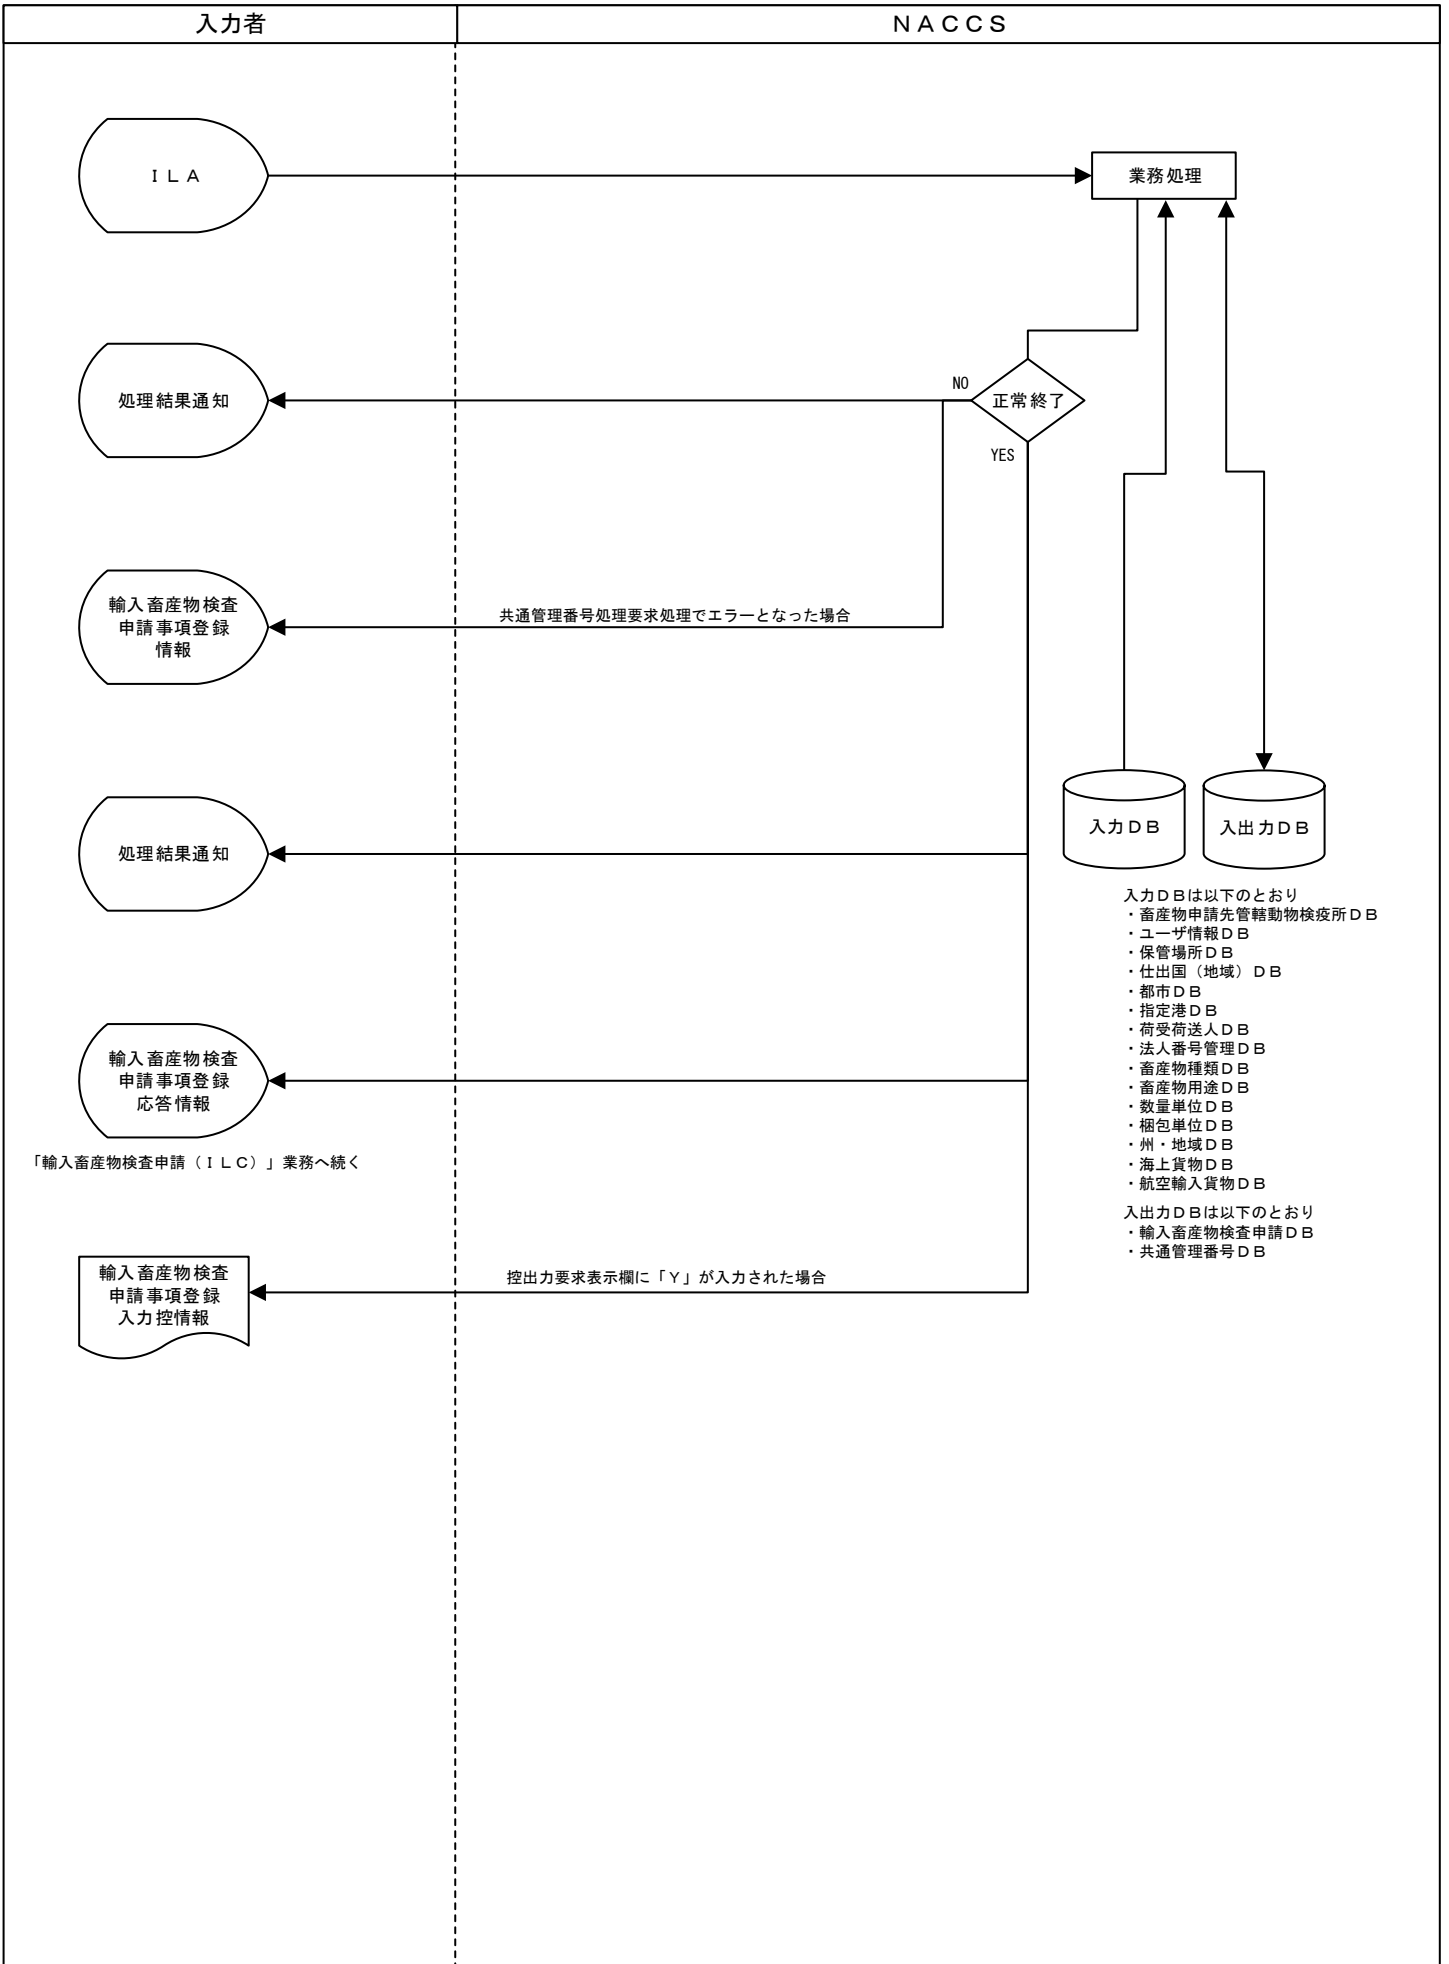 入力者
ＮＡＣＣＳ
ＩＬＡ
業務処理
処理結果通知
NO
正常終了
YES
輸入畜産物検査
申請事項登録
情報
共通管理番号処理要求処理でエラーとなった場合
処理結果通知
入力ＤＢ
入出力ＤＢ
入力ＤＢは以下のとおり
・畜産物申請先管轄動物検疫所ＤＢ
・ユーザ情報ＤＢ
・保管場所ＤＢ
・仕出国（地域）ＤＢ
・都市ＤＢ
・指定港ＤＢ
・荷受荷送人ＤＢ
・法人番号管理ＤＢ
・畜産物種類ＤＢ
・畜産物用途ＤＢ
・数量単位ＤＢ
・梱包単位ＤＢ
・州・地域ＤＢ
・海上貨物ＤＢ
・航空輸入貨物ＤＢ
入出力ＤＢは以下のとおり
・輸入畜産物検査申請ＤＢ
・共通管理番号ＤＢ
輸入畜産物検査
申請事項登録
応答情報
「輸入畜産物検査申請（ＩＬＣ）」業務へ続く
輸入畜産物検査
申請事項登録
入力控情報
控出力要求表示欄に「Ｙ」が入力された場合